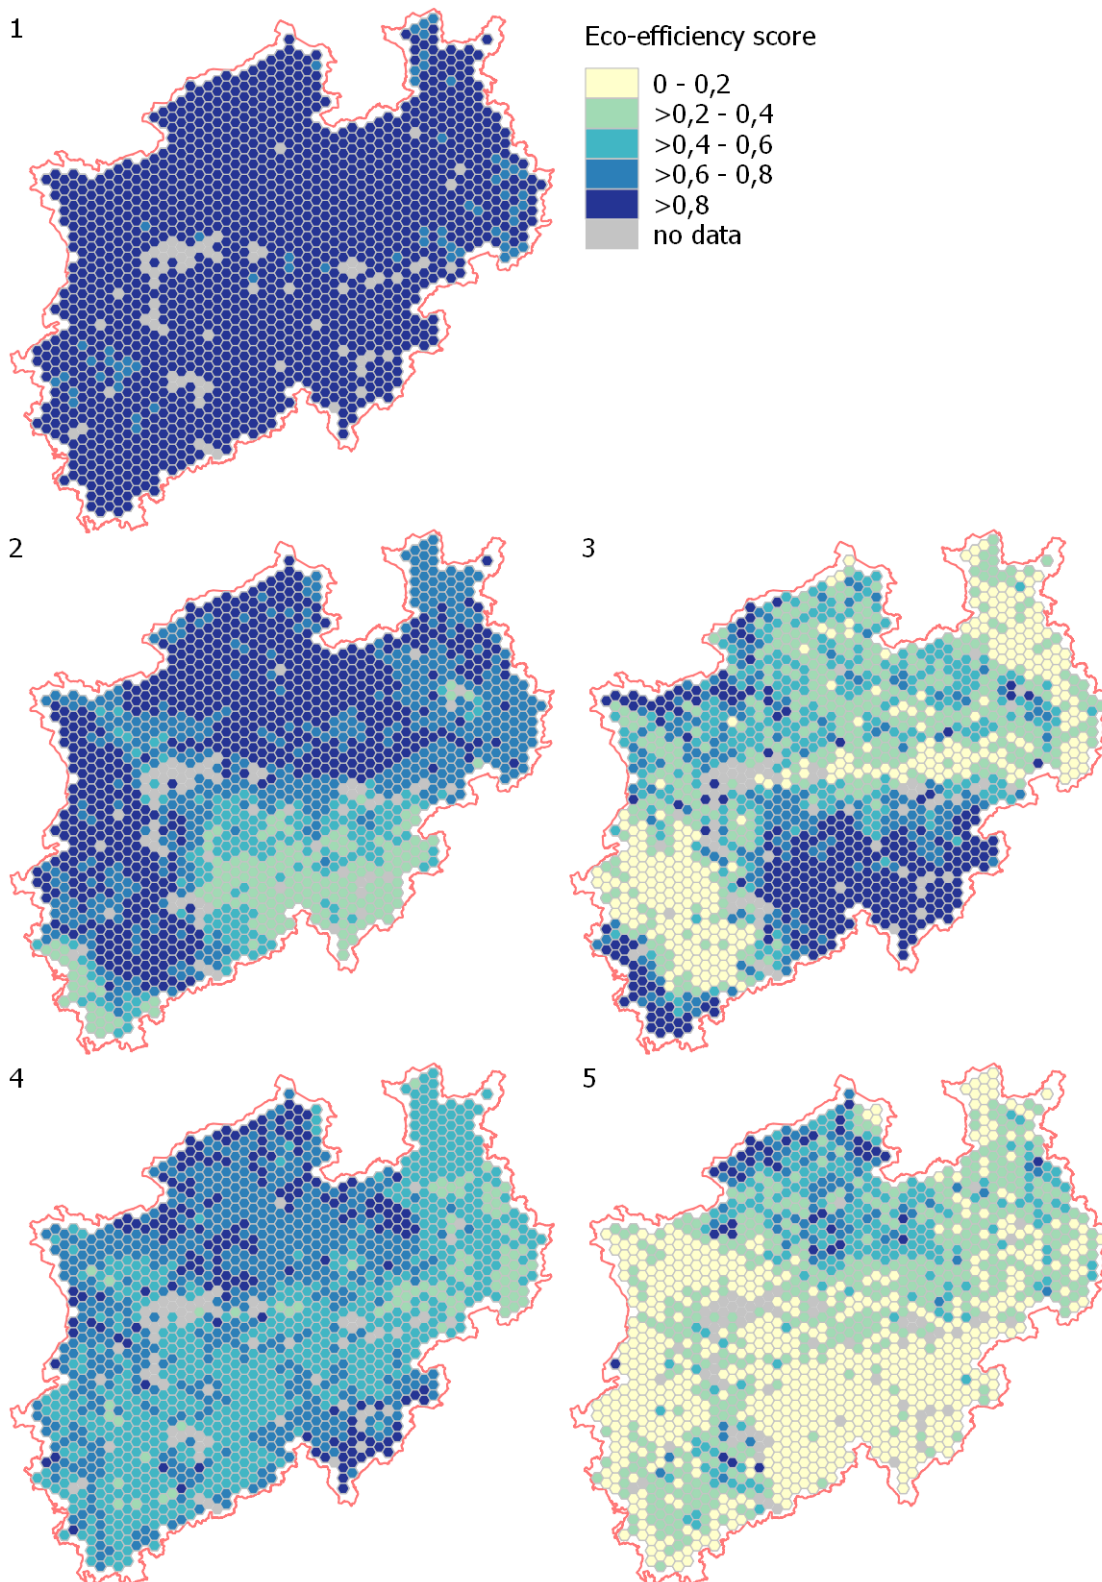 1
Eco-efficiency score
0 - 0,2
>0,2 - 0,4
>0,4 - 0,6
>0,6 - 0,8
>0,8
no data
2
3
4
5